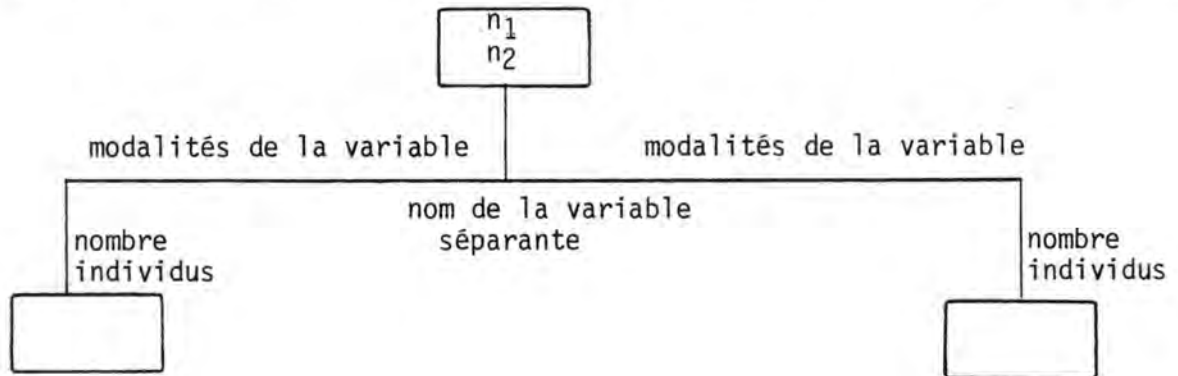 n1
n2
modalités de la variable
modalités de la variable
nom de la variable
séparante
nombre
individus
nombre
individus